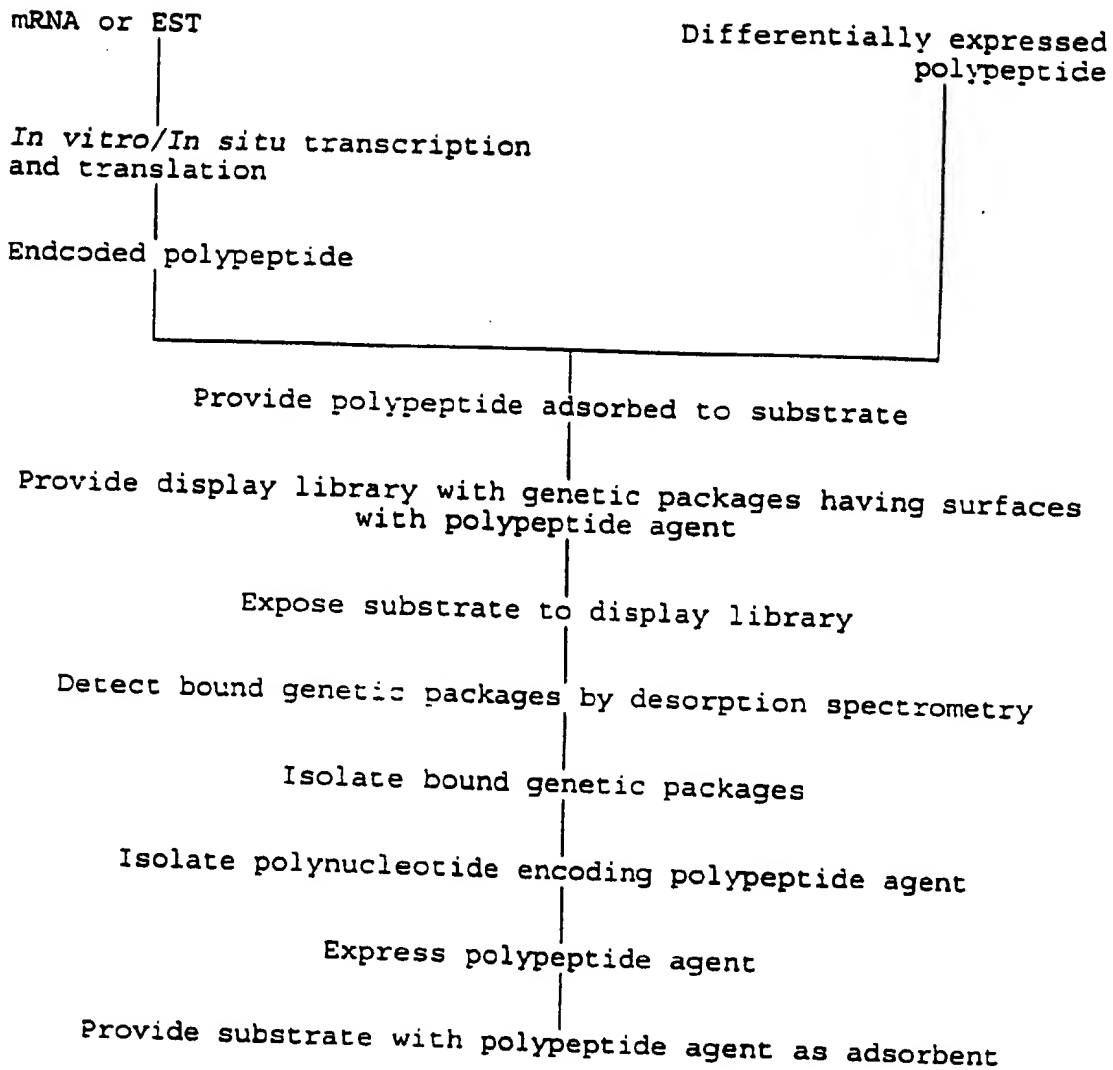 mRNA or EST
Differentially expressed
polypeptide
In vitro/In situ transcription
and translation
Endcoded polypeptide
Provide polypeptide adsorbed to substrate
Provide display library with genetic packages having surfaces
with polypeptide agent
Expose substrate to display library
Detect bound genetic packages by desorption spectrometry
Isolate bound genetic packages
Isolate polynucleotide encoding polypeptide agent
Express polypeptide agent
Provide substrate with polypeptide agent as adsorbent